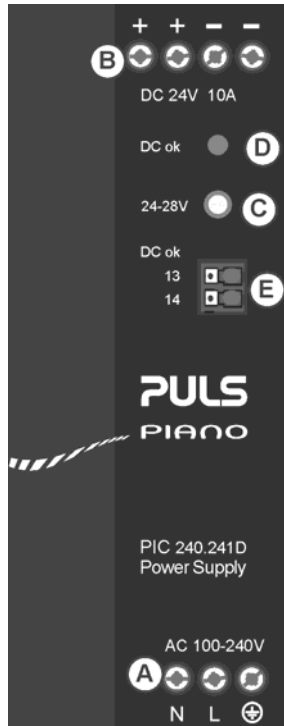 + + − −
B
DC 24V 10A
DC ok
D
24-28V
C
DC ok
13
E
14
PULS
PIANO
PIC 240.241D
Power Supply
AC 100-240V
A
N L